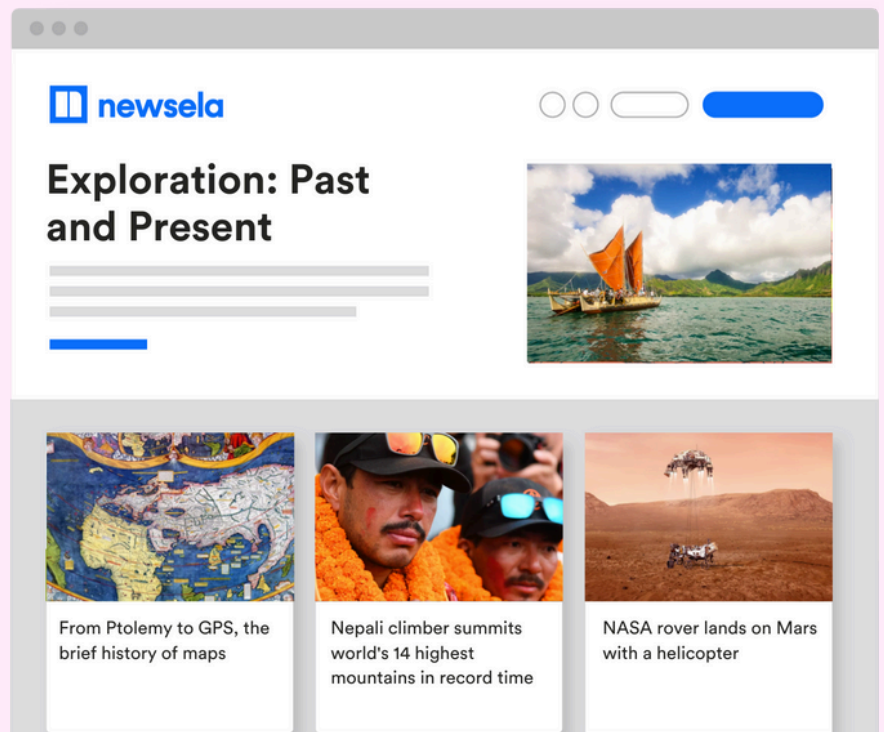 newsela
Exploration: Past
and Present
From Ptolemy to GPS, the
brief history of maps
Nepali climber summits
world's 14 highest
mountains in record time
NASA rover lands on Mars
with a helicopter